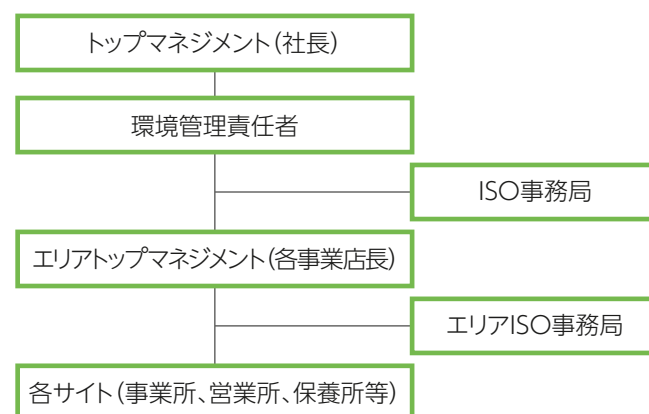 トップマネジメント(社長)
環境管理責任者
ISO事務局
エリアトップマネジメント(各事業店長)
エリアISO事務局
各サイト(事業所、営業所、保養所等)